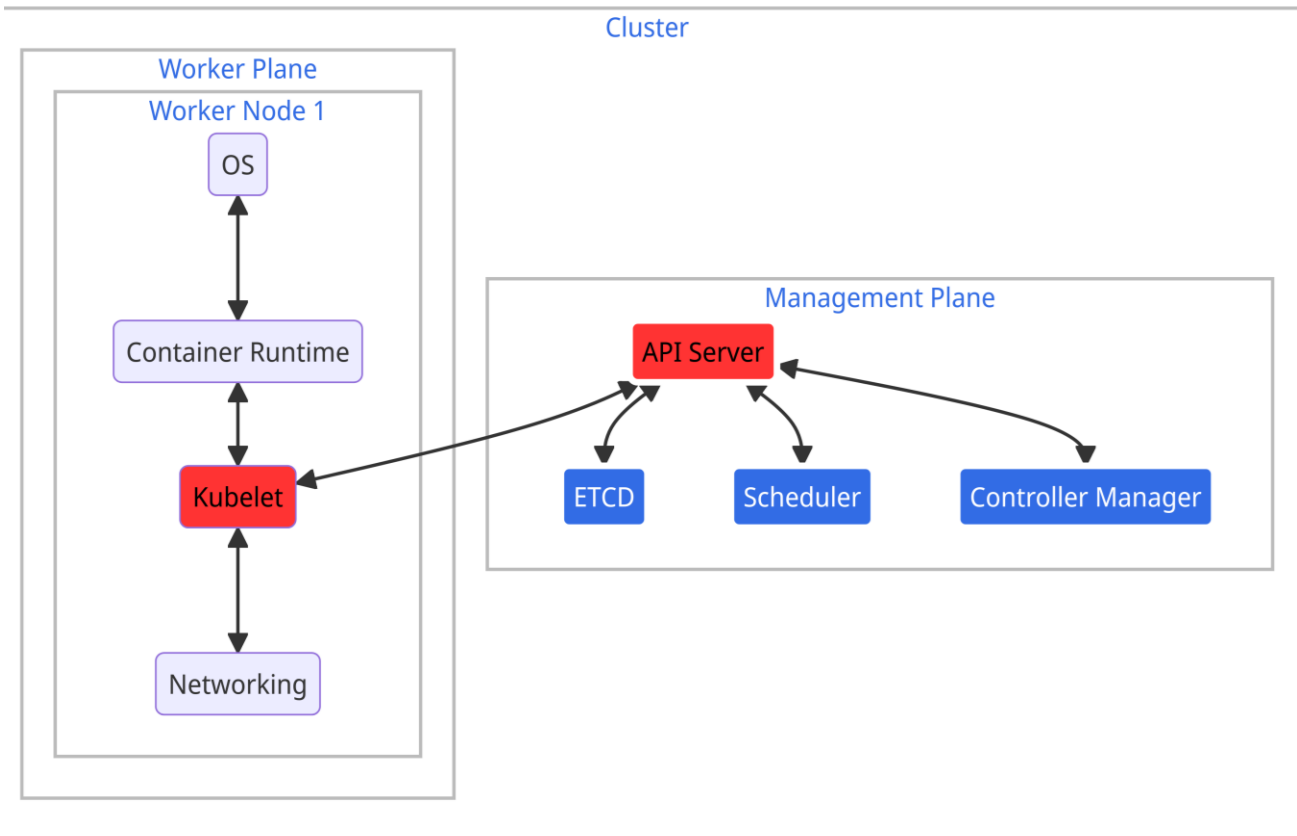 Cluster
Worker Plane
Worker Node 1
OS
Container Runtime
Kubelet
Networking
Management Plane
API Server
ETCD
Scheduler
Controller Manager